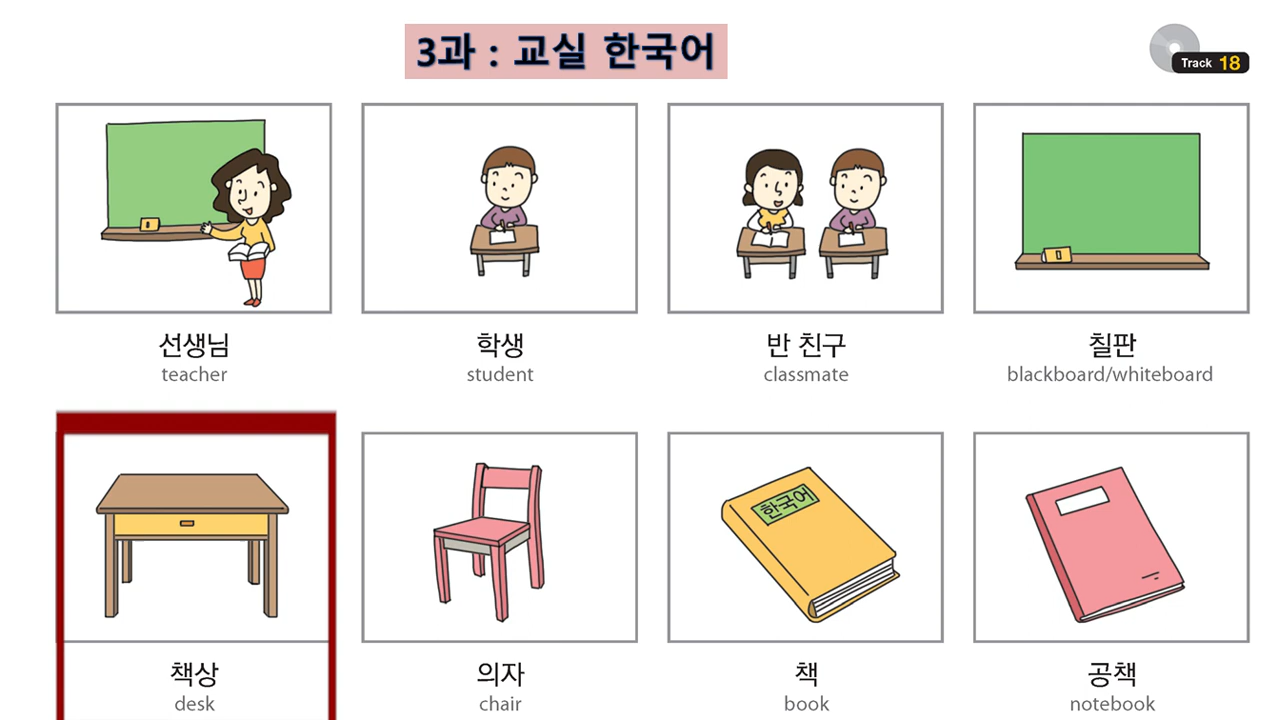 3과 : 교실 한국어
Track 18
선생님
teacher
학생
student
반 친구
classmate
칠판
blackboard/whiteboard
한국어
책상
desk
의자
chair
책
book
공책
notebook